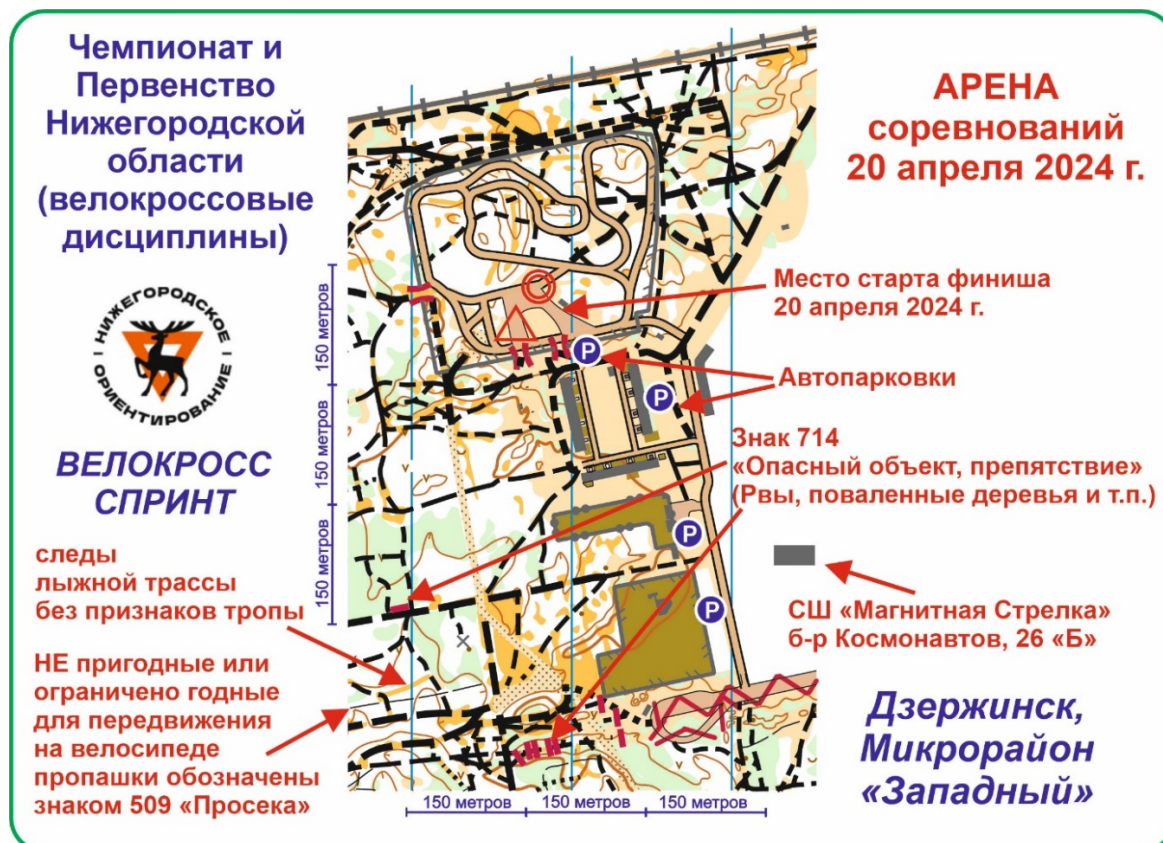 Чемпионат и
Первенство
Нижегородской
области
(велокроссовые
дисциплины)
НИЖЕГОРОДСКОЕ
ОРИЕНТИРОВАНИЕ
ВЕЛОКРОСС
СПРИНТ
следы
лыжной трассы
без признаков тропы
НЕ пригодные или
ограничено годные
для передвижения
на велосипеде
пропашки обозначены
знаком 509 «Просека»
150 метров
150 метров
150 метров
P
P
P
P
150 метров
150 метров
150 метров
АРЕНА
соревнований
20 апреля 2024 г.
Место старта финиша
20 апреля 2024 г.
Автопарковки
Знак 714
«Опасный объект, препятствие»
(Рвы, поваленные деревья и т.п.)
СШ «Магнитная Стрелка»
б-р Космонавтов, 26 «Б»
Дзержинск,
Микрорайон
«Западный»